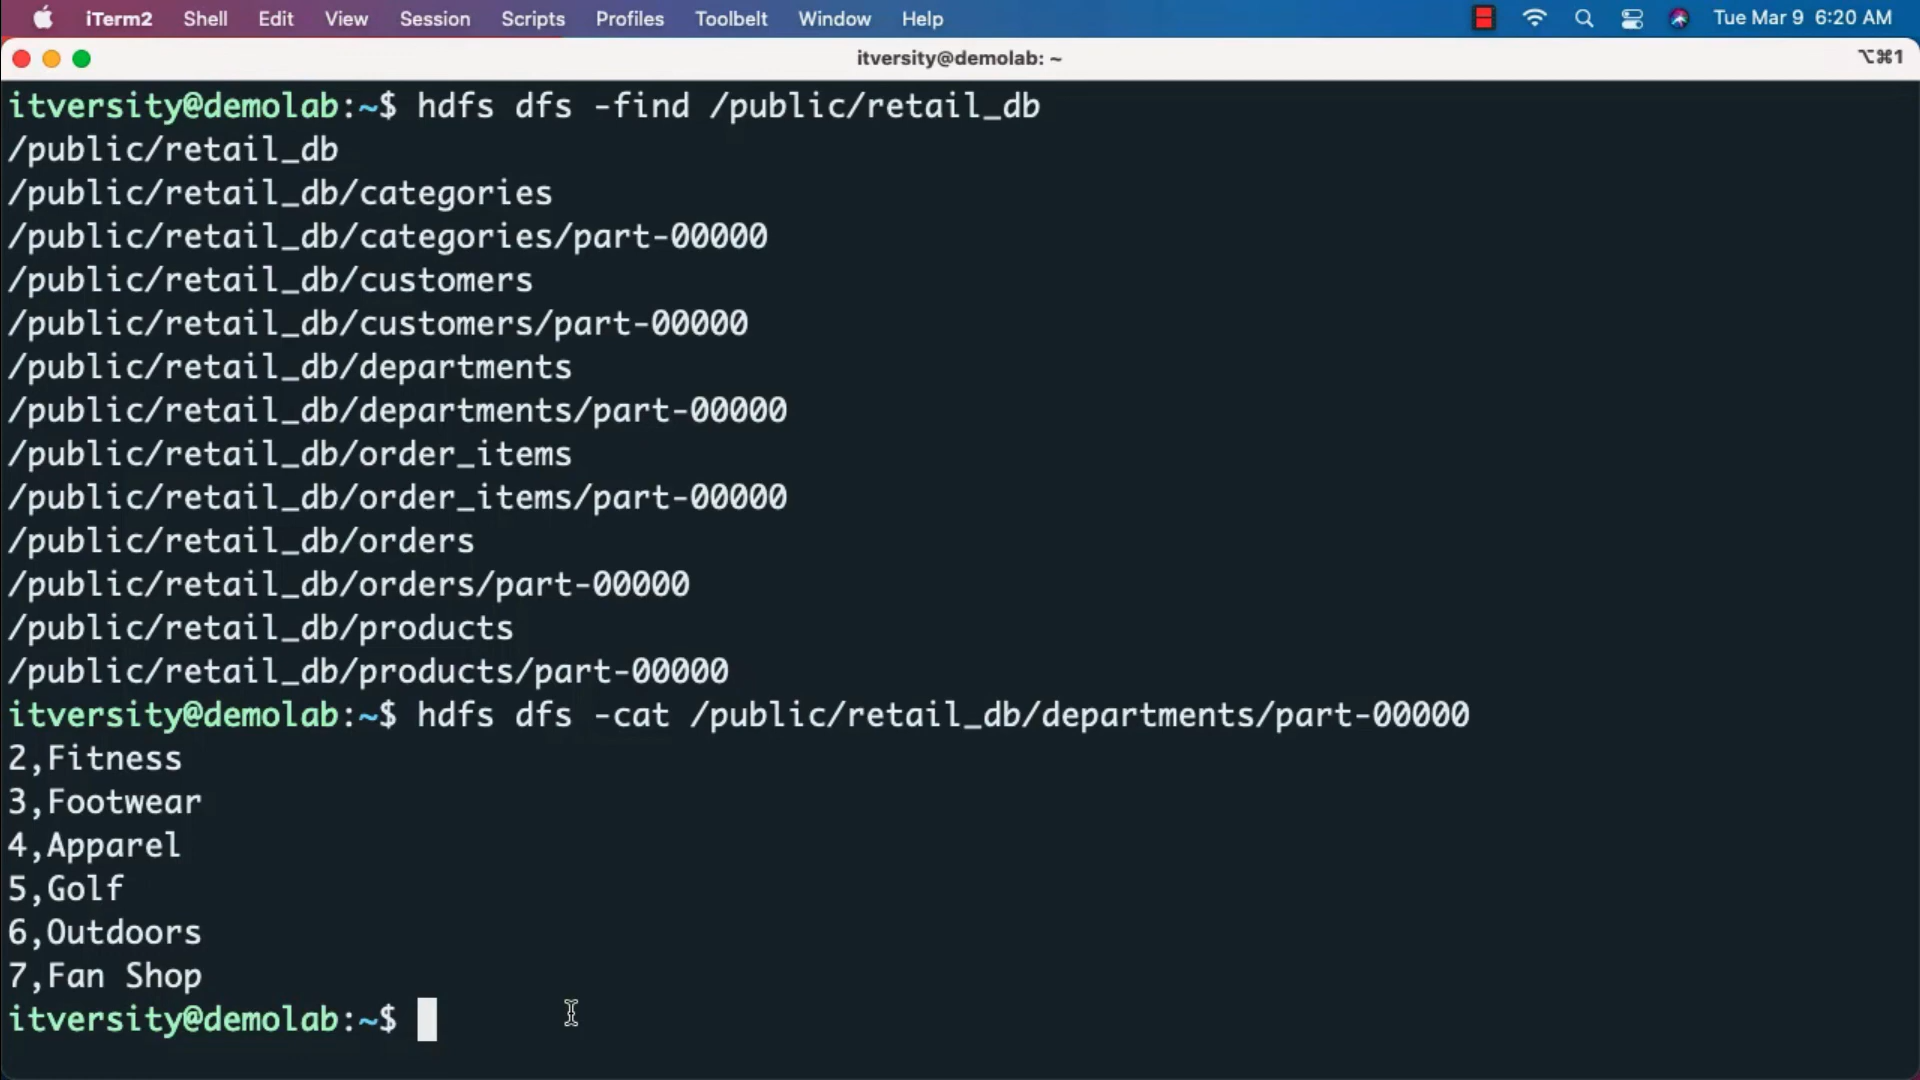 iTerm2 Shell Edit View Session Scripts Profiles Toolbelt Window Help Tue Mar 9 6:20 AM
itversity@demolab: ~ ⌥⌘1
itversity@demolab:~$ hdfs dfs -find /public/retail_db
/public/retail_db
/public/retail_db/categories
/public/retail_db/categories/part-00000
/public/retail_db/customers
/public/retail_db/customers/part-00000
/public/retail_db/departments
/public/retail_db/departments/part-00000
/public/retail_db/order_items
/public/retail_db/order_items/part-00000
/public/retail_db/orders
/public/retail_db/orders/part-00000
/public/retail_db/products
/public/retail_db/products/part-00000
itversity@demolab:~$ hdfs dfs -cat /public/retail_db/departments/part-00000
2,Fitness
3,Footwear
4,Apparel
5,Golf
6,Outdoors
7,Fan Shop
itversity@demolab:~$